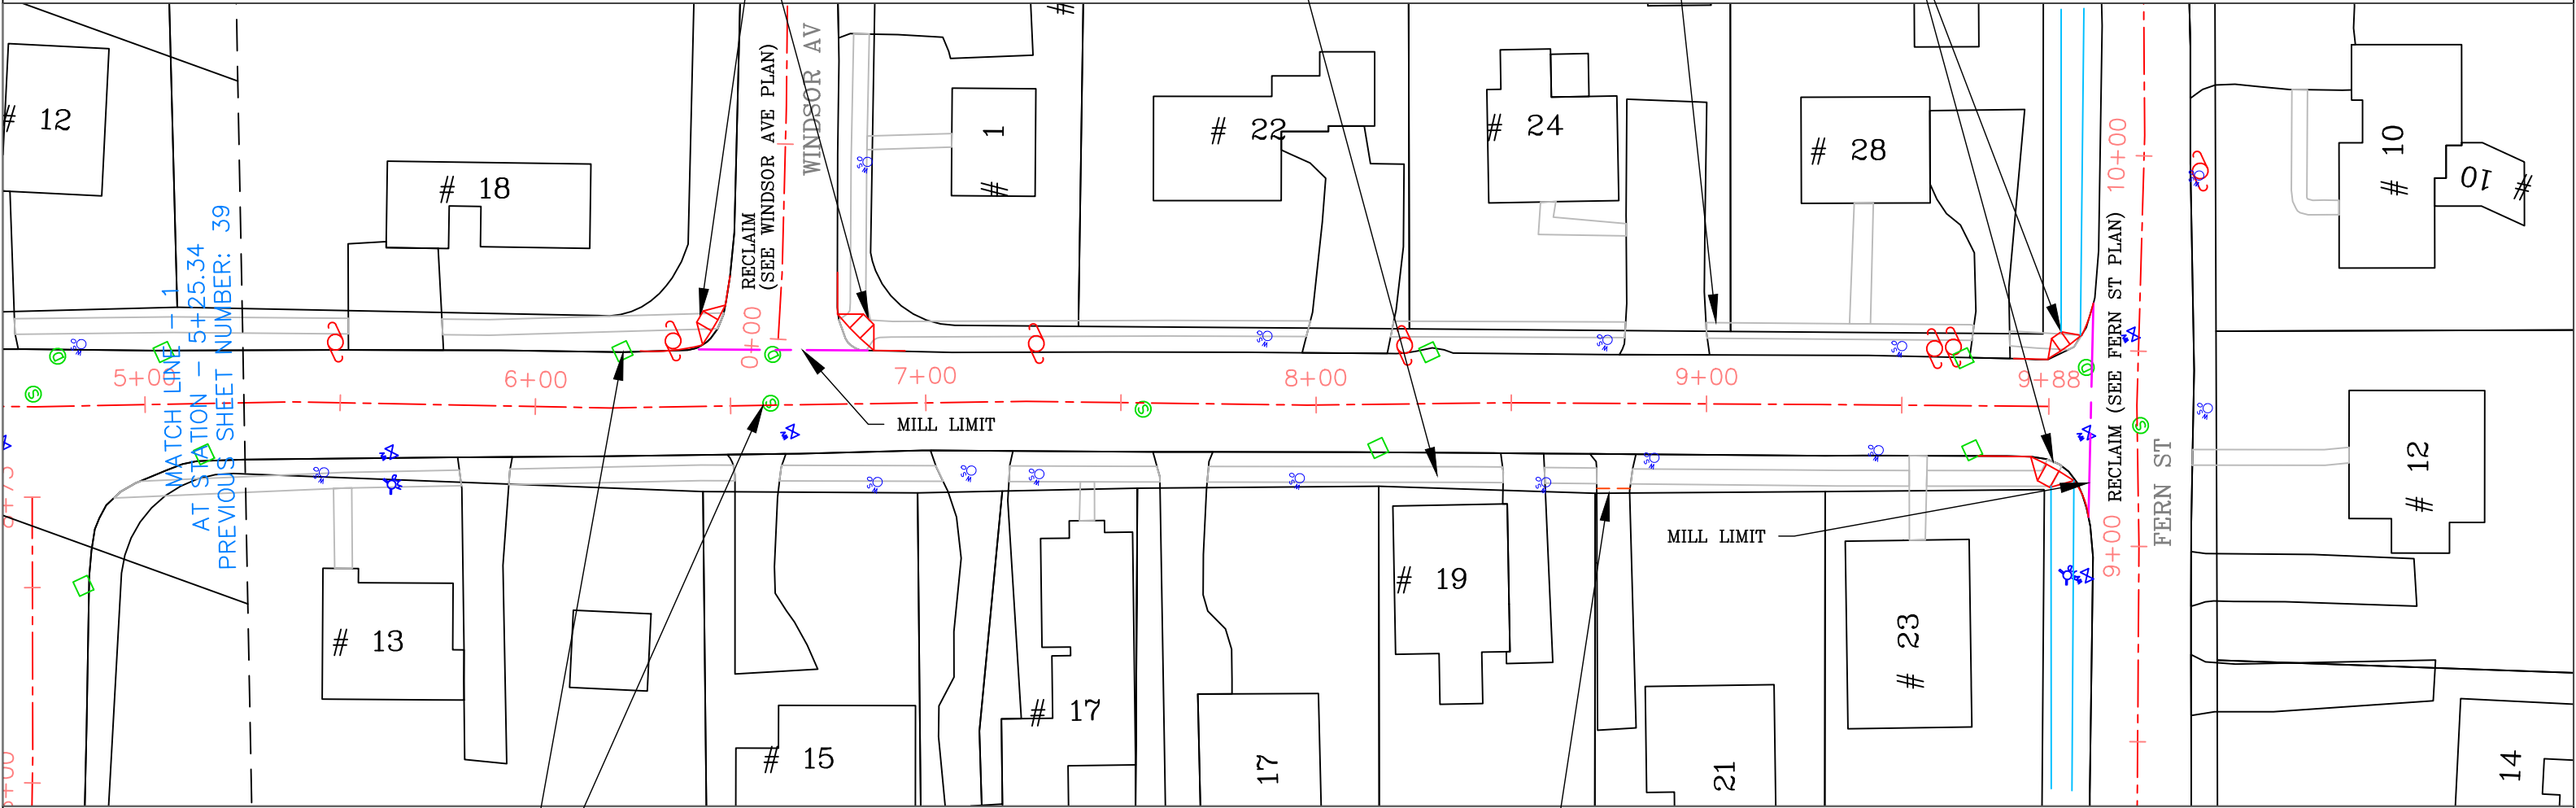 # 12
# 18
MATCH LINE - 1
AT STATION - 5+25.34
PREVIOUS SHEET NUMBER: 39
RECLAIM
(SEE WINDSOR AVE PLAN)
WINDSOR AV
#
# 1
# 22
# 24
# 28
10+00
# 10
# 10
0+00
5+00
6+00
7+00
8+00
9+00
9+88
MILL LIMIT
MILL LIMIT
RECLAIM (SEE FERN ST PLAN)
FERN ST
9+00
# 12
# 13
# 15
# 17
17
# 19
21
# 23
14